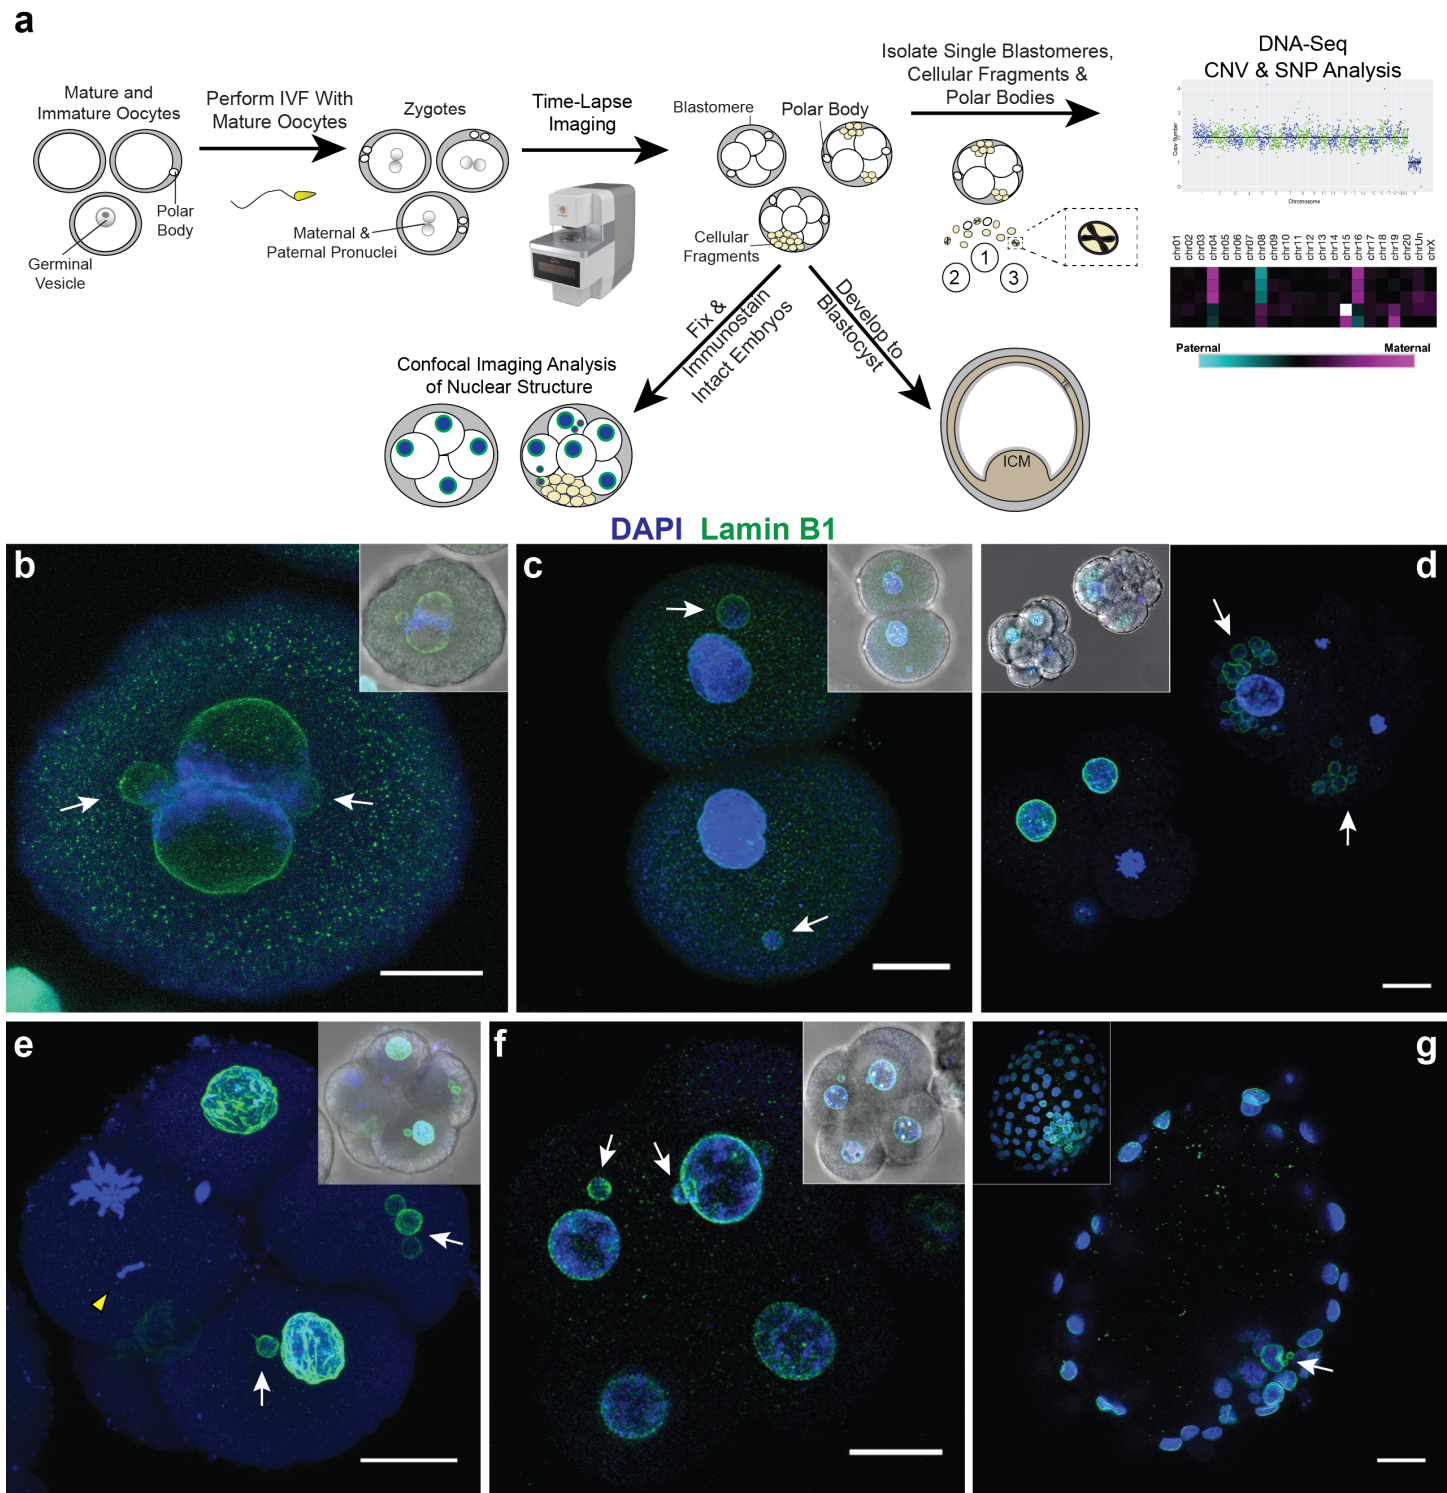 a
Mature and
Immature Oocytes
Perform IVF With
Mature Oocytes
Zygotes
Time-Lapse
Imaging
Blastomere
Polar Body
Isolate Single Blastomeres,
Cellular Fragments &
Polar Bodies
DNA-Seq
CNV & SNP Analysis
Copy Number
Chromosome
Polar
Body
Germinal
Vesicle
Maternal &
Paternal Pronuclei
Cellular
Fragments
1
2
3
chr01
chr02
chr03
chr04
chr05
chr06
chr07
chr08
chr09
chr10
chr11
chr12
chr13
chr14
chr15
chr16
chr17
chr18
chr19
chr20
chrUn
chrX
Paternal
Maternal
Fix &
Immunostain
Intact Embryos
Develop to
Blastocyst
Confocal Imaging Analysis
of Nuclear Structure
TE
ICM
DAPI Lamin B1
b
c
d
e
f
g